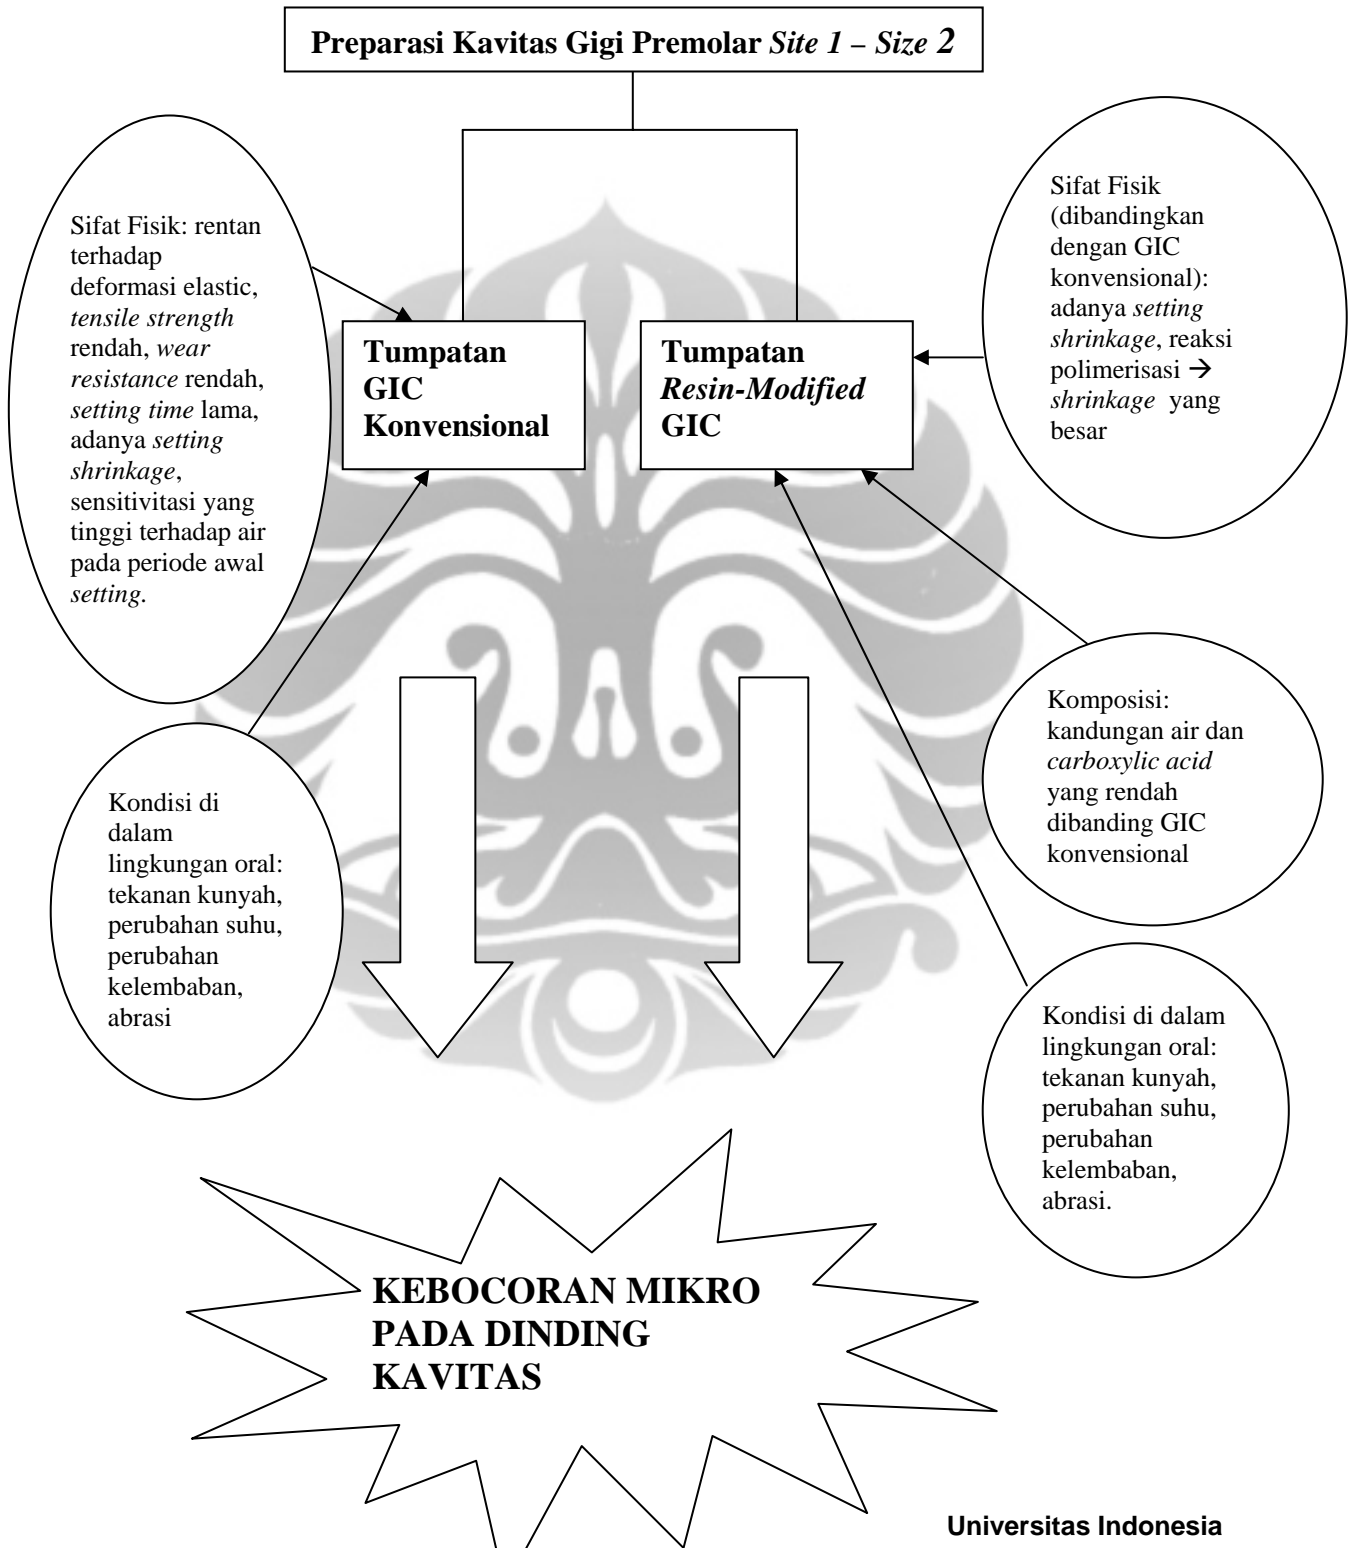 Preparasi Kavitas Gigi Premolar Site 1 – Size 2
Sifat Fisik: rentan
terhadap
deformasi elastic,
tensile strength
rendah, wear
resistance rendah,
setting time lama,
adanya setting
shrinkage,
sensitivitasi yang
tinggi terhadap air
pada periode awal
setting.
Tumpatan
GIC
Konvensional
Tumpatan
Resin-Modified
GIC
Sifat Fisik
(dibandingkan
dengan GIC
konvensional):
adanya setting
shrinkage, reaksi
polimerisasi →
shrinkage yang
besar
Kondisi di
dalam
lingkungan oral:
tekanan kunyah,
perubahan suhu,
perubahan
kelembaban,
abrasi
Komposisi:
kandungan air dan
carboxylic acid
yang rendah
dibanding GIC
konvensional
Kondisi di dalam
lingkungan oral:
tekanan kunyah,
perubahan suhu,
perubahan
kelembaban,
abrasi.
KEBOCORAN MIKRO
PADA DINDING
KAVITAS
Universitas Indonesia